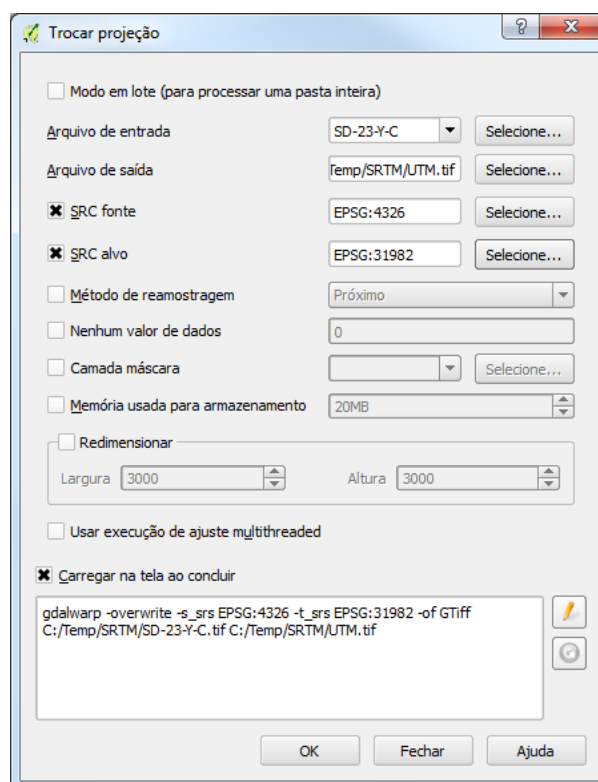 Trocar projeção
Modo em lote (para processar uma pasta inteira)
Arquivo de entrada SD-23-Y-C Selecione...
Arquivo de saída Temp/SRTM/UTM.tif Selecione...
SRC fonte EPSG:4326 Selecione...
SRC alvo EPSG:31982 Selecione...
Método de reamostragem Próximo
Nenhum valor de dados 0
Camada máscara Selecione...
Memória usada para armazenamento 20MB
Redimensionar
Largura 3000 Altura 3000
Usar execução de ajuste multithreaded
Carregar na tela ao concluir
gdalwarp -overwrite -s_srs EPSG:4326 -t_srs EPSG:31982 -of GTiff
C:/Temp/SRTM/SD-23-Y-C.tif C:/Temp/SRTM/UTM.tif
OK Fechar Ajuda